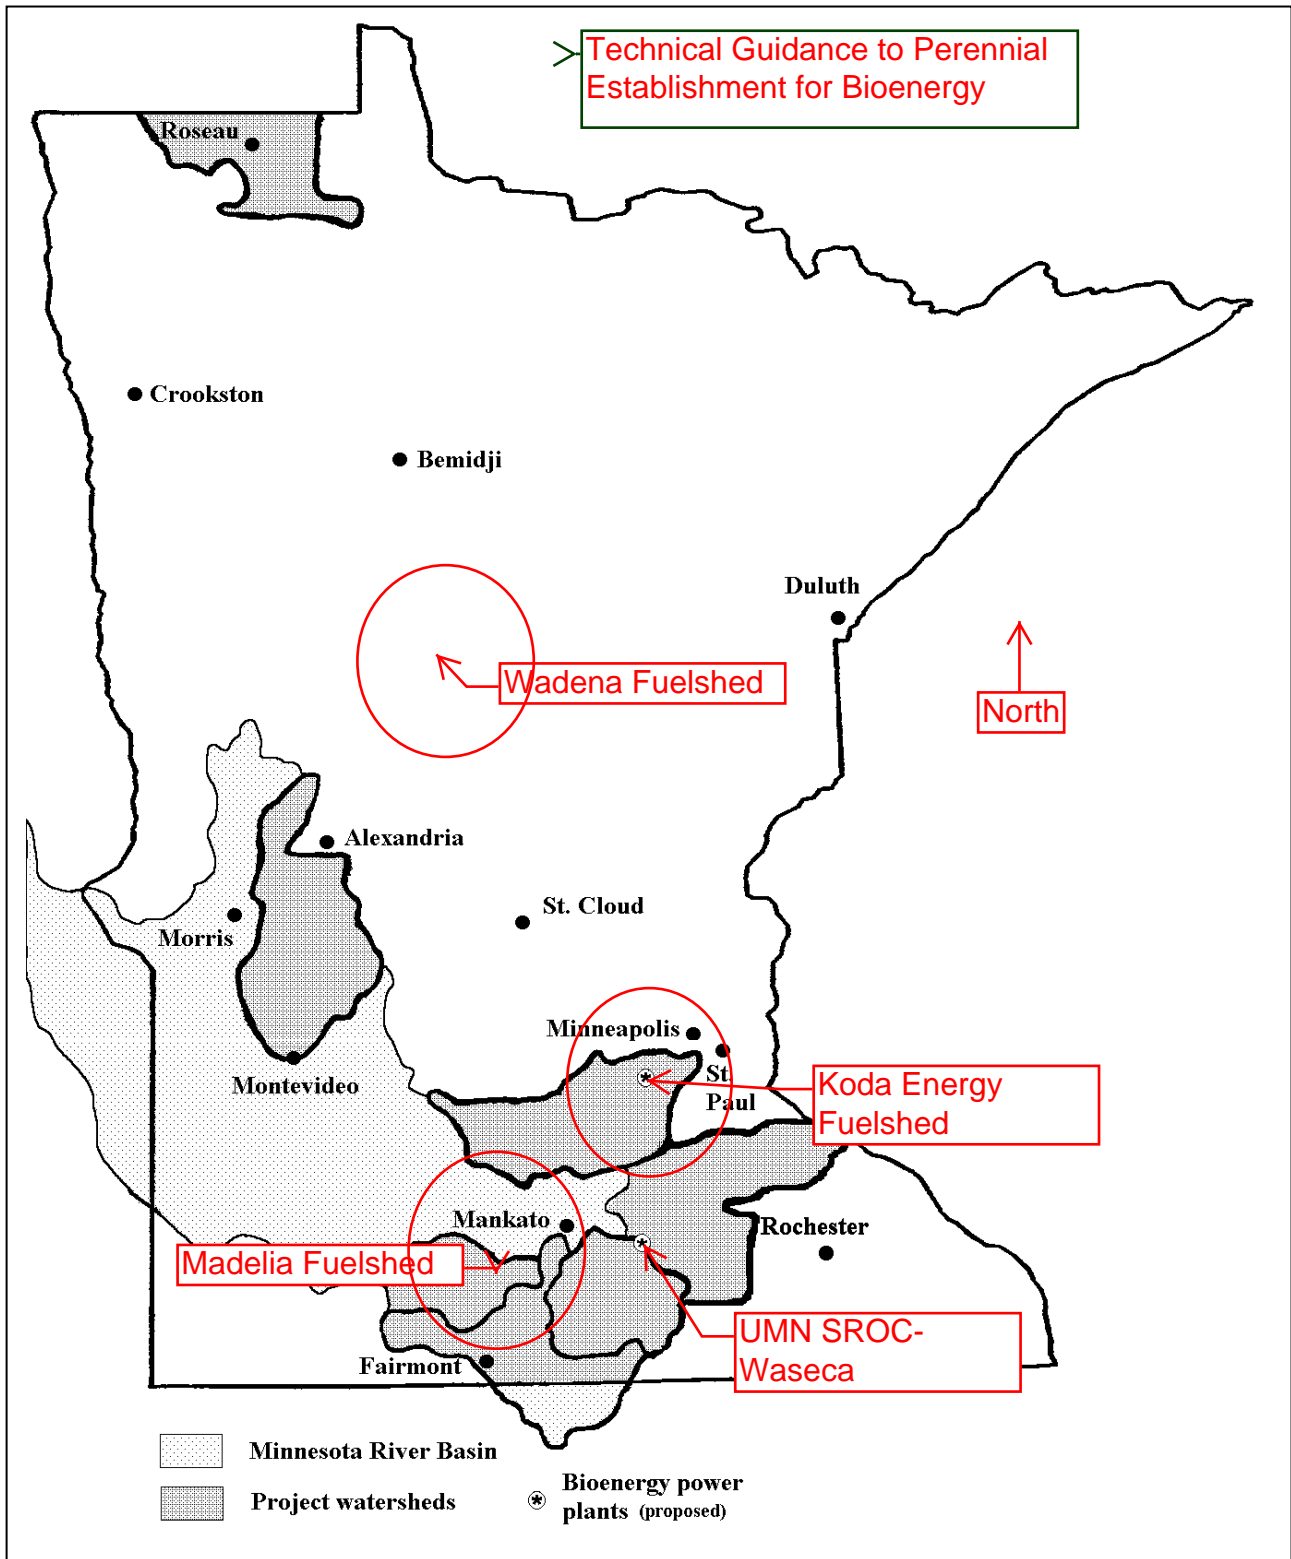 Technical Guidance to Perennial
Establishment for Bioenergy
Roseau
Crookston
Bemidji
Duluth
Wadena Fuelshed
North
Alexandria
St. Cloud
Morris
Minneapolis
Montevideo
St.
Paul
Koda Energy
Fuelshed
Mankato
Rochester
Madelia Fuelshed
UMN SROC-
Waseca
Fairmont
Minnesota River Basin
Project watersheds
Bioenergy power
plants (proposed)